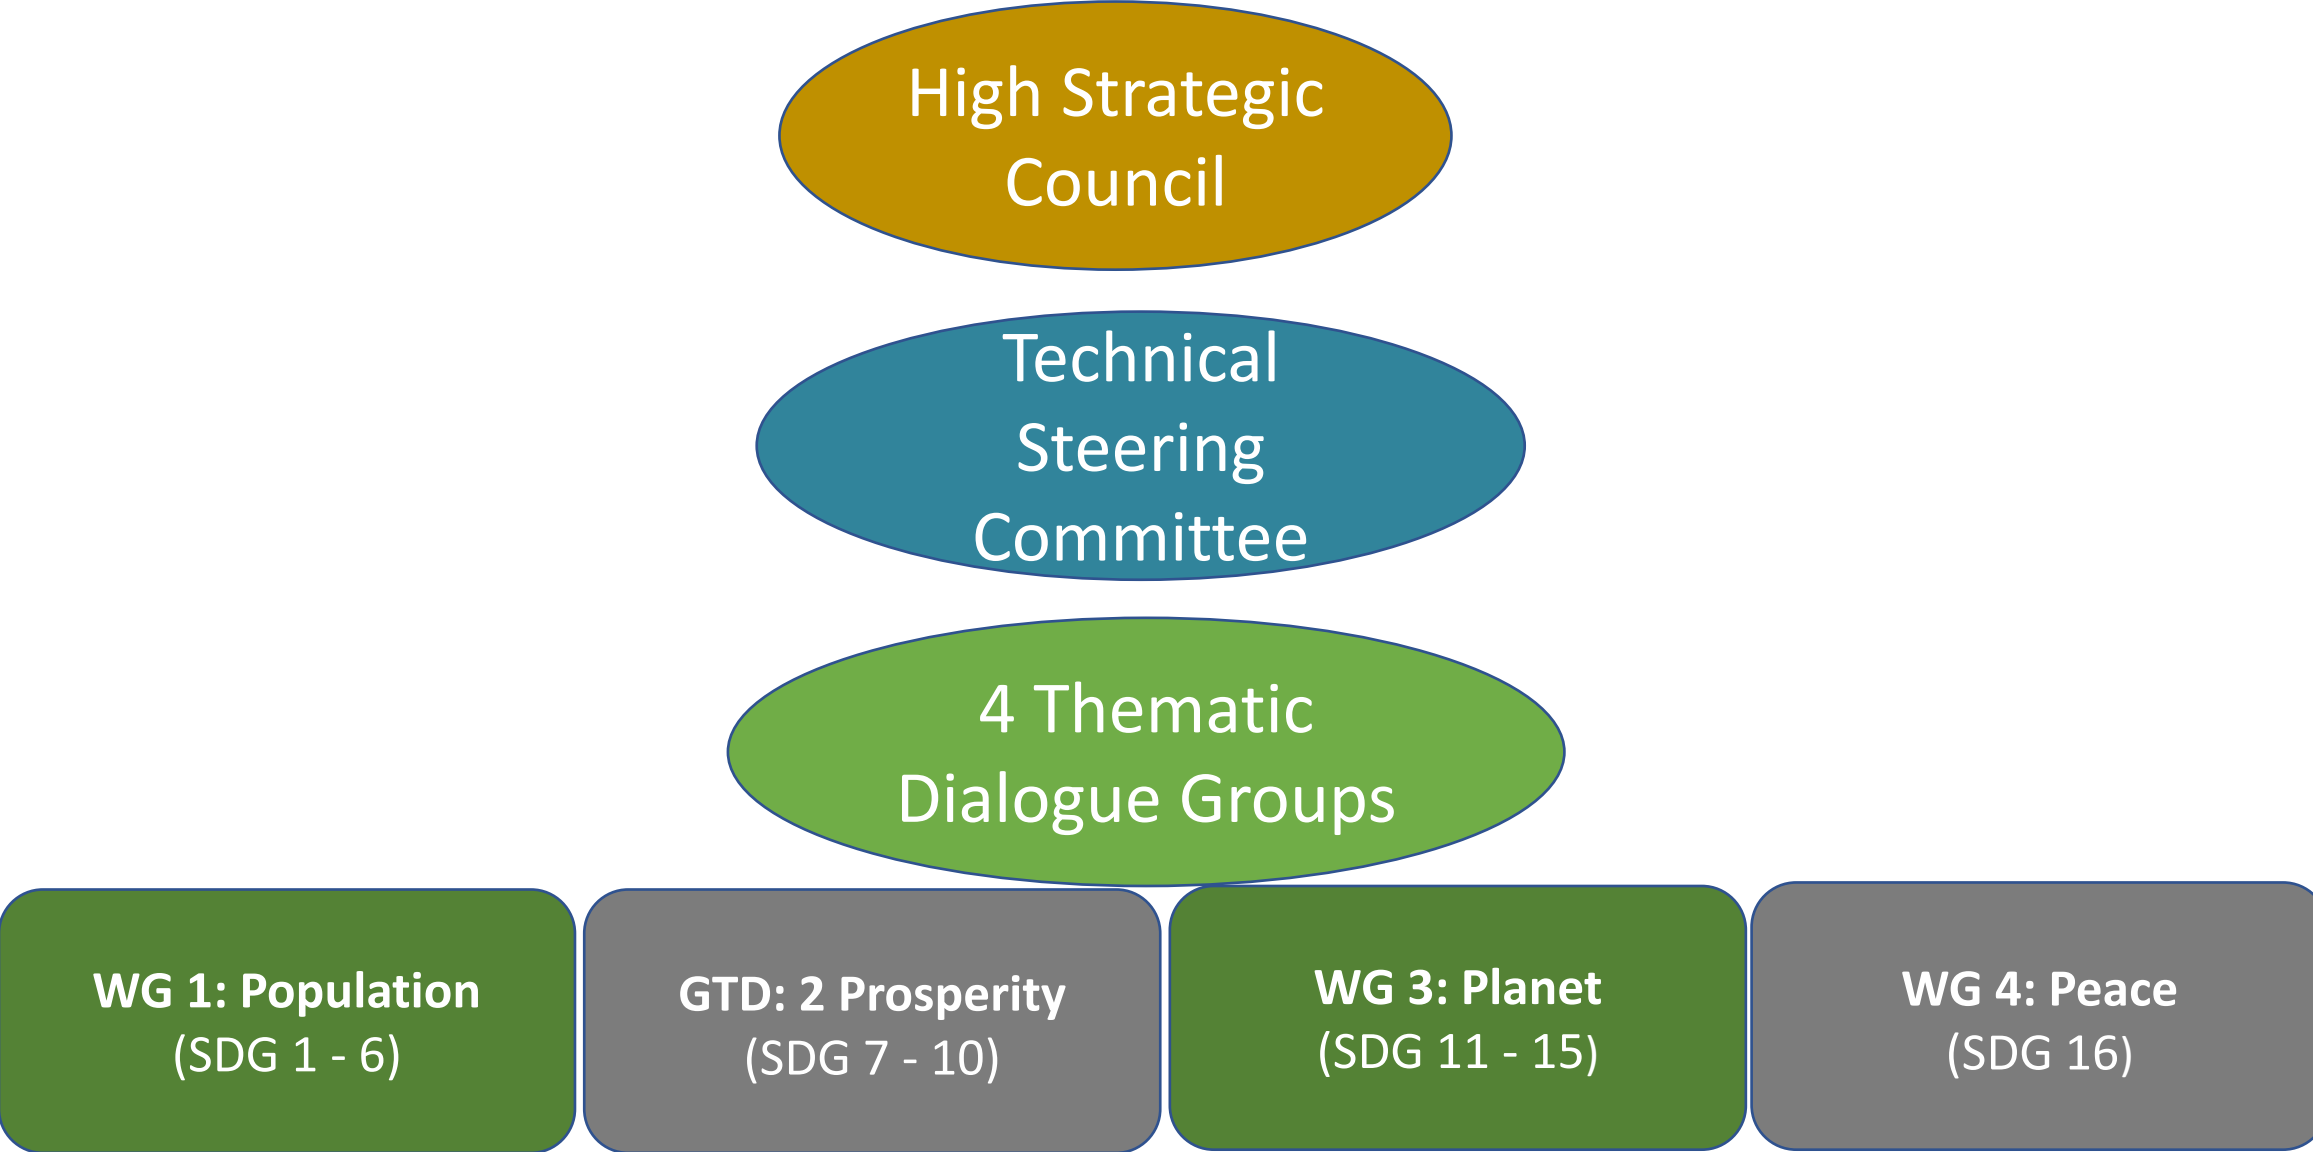 High Strategic
Council
Technical
Steering
Committee
4 Thematic
Dialogue Groups
WG 1: Population
(SDG 1 - 6)
GTD: 2 Prosperity
(SDG 7 - 10)
WG 3: Planet
(SDG 11 - 15)
WG 4: Peace
(SDG 16)